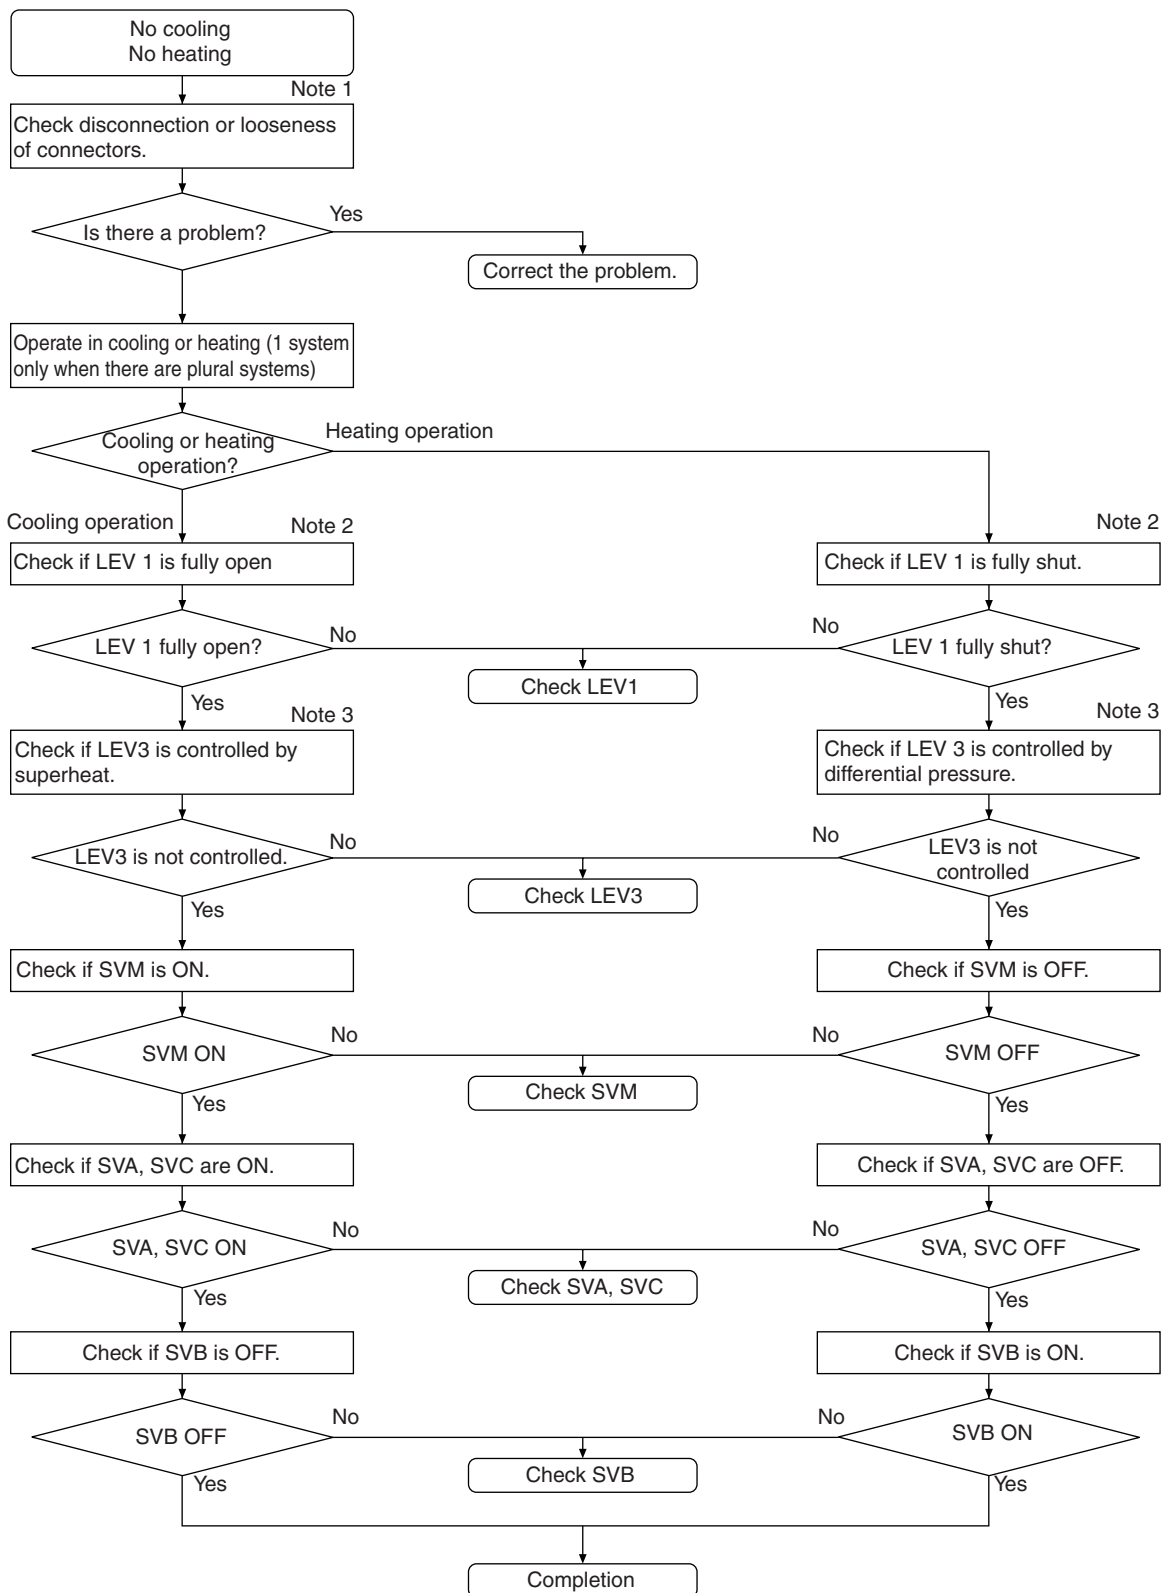 No cooling
No heating
Note 1
Check disconnection or looseness
of connectors.
Is there a problem?
Yes
Correct the problem.
Operate in cooling or heating (1 system
only when there are plural systems)
Cooling or heating
operation?
Heating operation
Cooling operation
Note 2
Note 2
Check if LEV 1 is fully open
Check if LEV 1 is fully shut.
LEV 1 fully open?
No
No
LEV 1 fully shut?
Check LEV1
Yes
Yes
Note 3
Note 3
Check if LEV3 is controlled by
superheat.
Check if LEV 3 is controlled by
differential pressure.
LEV3 is not controlled.
No
No
LEV3 is not
controlled
Check LEV3
Yes
Yes
Check if SVM is ON.
Check if SVM is OFF.
SVM ON
No
No
SVM OFF
Check SVM
Yes
Yes
Check if SVA, SVC are ON.
Check if SVA, SVC are OFF.
SVA, SVC ON
No
No
SVA, SVC OFF
Check SVA, SVC
Yes
Yes
Check if SVB is OFF.
Check if SVB is ON.
SVB OFF
No
No
SVB ON
Check SVB
Yes
Yes
Completion